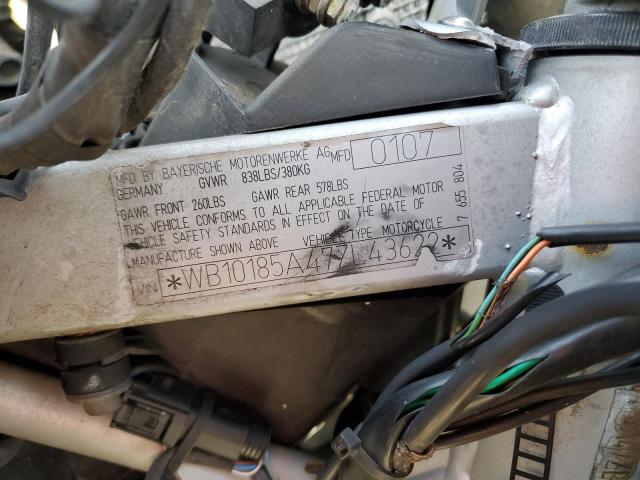 MFD BY BAYERISCHE MOTORENWERKE AG MFD 0107
GERMANY GVWR 838LBS/380KG
GAWR FRONT 260LBS GAWR REAR 578LBS
THIS VEHICLE CONFORMS TO ALL APPLICABLE FEDERAL MOTOR
VEHICLE SAFETY STANDARDS IN EFFECT ON THE DATE OF
MANUFACTURE SHOWN ABOVE VEHICLE TYPE MOTORCYCLE
VIN
7 655 804